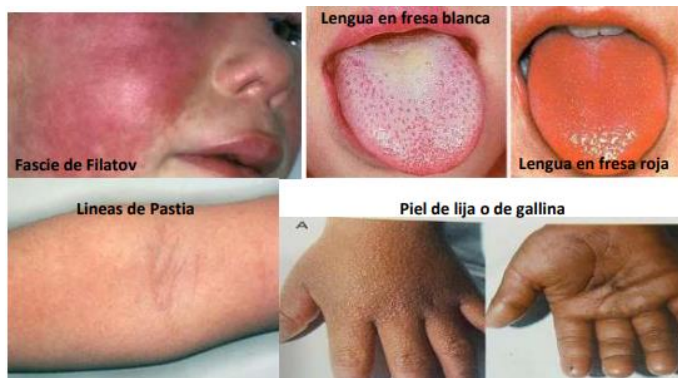 Lengua en fresa blanca
Fascie de Filatov
Lengua en fresa roja
Lineas de Pastia
Piel de lija o de gallina
A